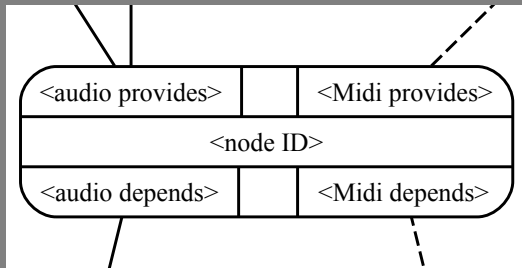 <audio provides> <Midi provides>
<node ID>
<audio depends> <Midi depends>